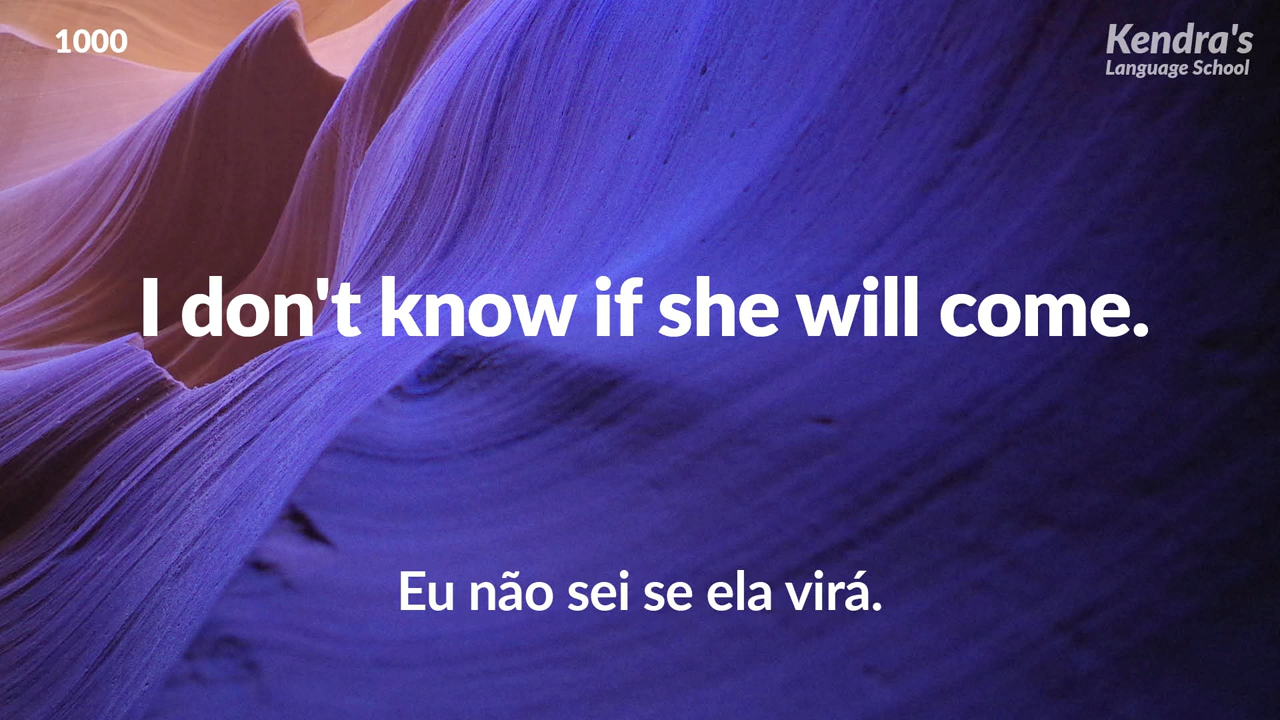 1000
Kendra's
Language School
I don't know if she will come.
Eu não sei se ela virá.